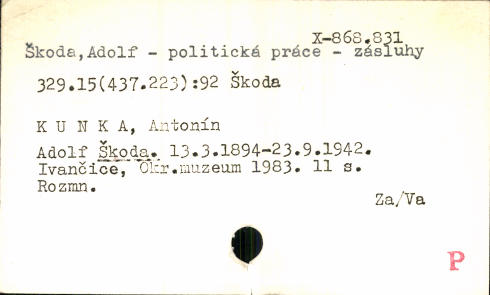 X-868.831
Škoda,Adolf - politická práce - zásluhy
329.15(437.223):92 Škoda
K U N K A, Antonín
Adolf Škoda. 13.3.1894-23.9.1942.
Ivančice, Okr.muzeum 1983. 11 s.
Rozmn.
Za/Va
P